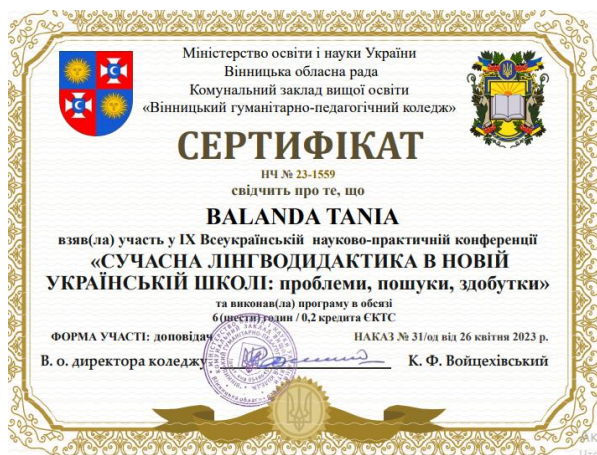 Міністерство освіти і науки України
Вінницька обласна рада
Комунальний заклад вищої освіти
«Вінницький гуманітарно-педагогічний коледж»
СЕРТИФІКАТ
НЧ № 23-1559
свідчить про те, що
BALANDA TANIA
взяв(ла) участь у ІХ Всеукраїнській науково-практичній конференції
«СУЧАСНА ЛІНГВОДИДАКТИКА В НОВІЙ
УКРАЇНСЬКІЙ ШКОЛІ: проблеми, пошуки, здобутки»
та виконав(ла) програму в обсязі
6 (шести) годин / 0,2 кредита ЄКТС
ФОРМА УЧАСТІ: доповідач НАКАЗ № 31/од від 26 квітня 2023 р.
В. о. директора коледжу К. Ф. Войцехівський